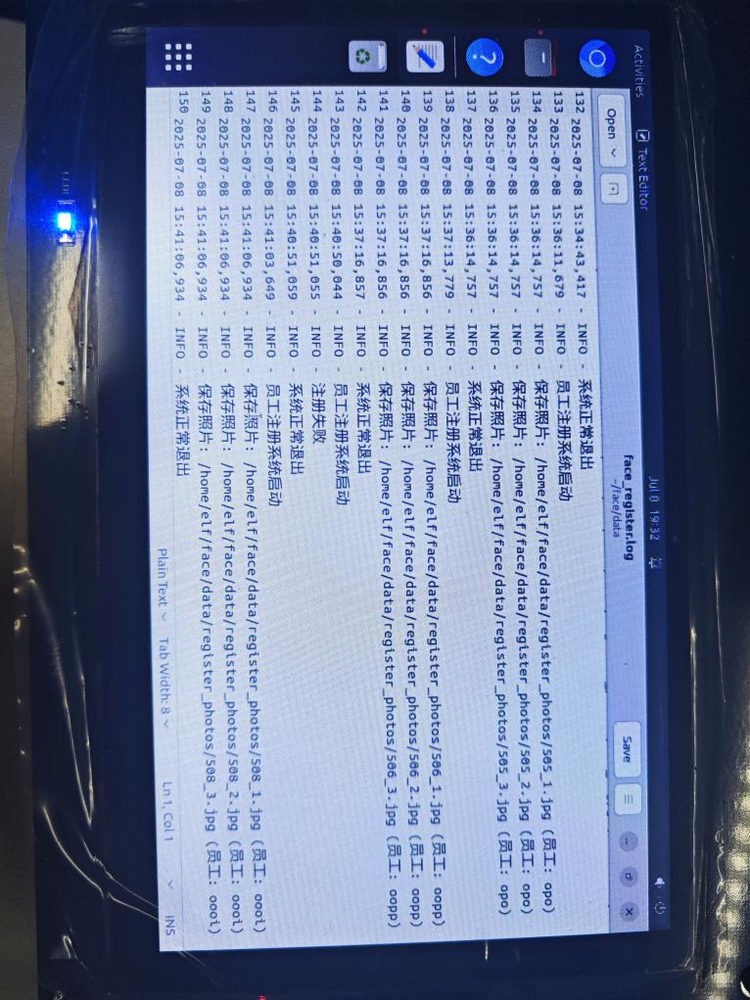 Activities
Text Editor
Jul 8 19:32
Open
face_register.log
~/face/data
Save
132 2025-07-08 15:34:43,417 - INFO - 系统正常退出
133 2025-07-08 15:36:11,679 - INFO - 员工注册系统启动
134 2025-07-08 15:36:14,757 - INFO - 保存照片: /home/elf/face/data/register_photos/505_1.jpg (员工: opo)
135 2025-07-08 15:36:14,757 - INFO - 保存照片: /home/elf/face/data/register_photos/505_2.jpg (员工: opo)
136 2025-07-08 15:36:14,757 - INFO - 保存照片: /home/elf/face/data/register_photos/505_3.jpg (员工: opo)
137 2025-07-08 15:36:14,757 - INFO - 系统正常退出
138 2025-07-08 15:37:13,779 - INFO - 员工注册系统启动
139 2025-07-08 15:37:16,856 - INFO - 保存照片: /home/elf/face/data/register_photos/506_1.jpg (员工: oopp)
140 2025-07-08 15:37:16,856 - INFO - 保存照片: /home/elf/face/data/register_photos/506_2.jpg (员工: oopp)
141 2025-07-08 15:37:16,856 - INFO - 保存照片: /home/elf/face/data/register_photos/506_3.jpg (员工: oopp)
142 2025-07-08 15:37:16,857 - INFO - 系统正常退出
143 2025-07-08 15:40:50,044 - INFO - 员工注册系统启动
144 2025-07-08 15:40:51,055 - INFO - 注册失败
145 2025-07-08 15:40:51,059 - INFO - 系统正常退出
146 2025-07-08 15:41:03,649 - INFO - 员工注册系统启动
147 2025-07-08 15:41:06,934 - INFO - 保存照片: /home/elf/face/data/register_photos/508_1.jpg (员工: oooi)
148 2025-07-08 15:41:06,934 - INFO - 保存照片: /home/elf/face/data/register_photos/508_2.jpg (员工: oooi)
149 2025-07-08 15:41:06,934 - INFO - 保存照片: /home/elf/face/data/register_photos/508_3.jpg (员工: oooi)
150 2025-07-08 15:41:06,934 - INFO - 系统正常退出
Plain Text
Tab Width: 8
Ln 1, Col 1
INS